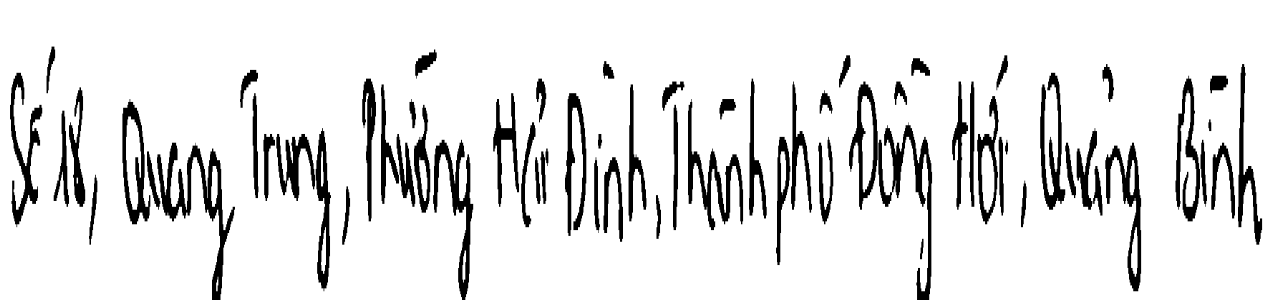 Số 18, Quang Trung, Phường Hải Đình, Thành phố Đồng Hới, Quảng Bình